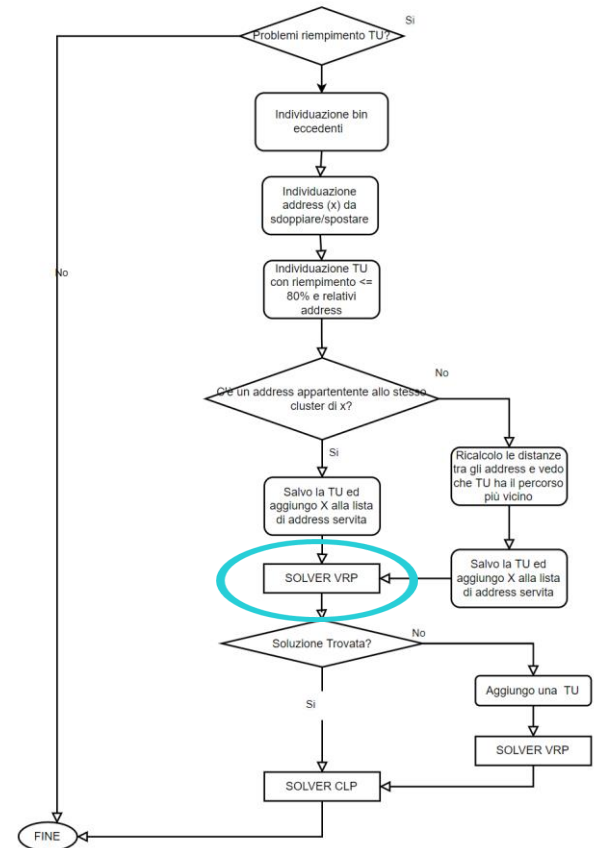 Si
Problemi riempimento TU?
Individuazione bin
eccedenti
Individuazione
address (x) da
sdoppiare/spostare
No
Individuazione TU
con riempimento <=
80% e relativi
address
No
C'è un address appartentente allo stesso
cluster di x?
Si
Ricalcolo le distanze
tra gli address e vedo
che TU ha il percorso
più vicino
Salvo la TU ed
aggiungo X alla lista
di address servita
SOLVER VRP
Salvo la TU ed
aggiungo X alla lista
di address servita
No
Soluzione Trovata?
Aggiungo una TU
Si
SOLVER VRP
SOLVER CLP
FINE